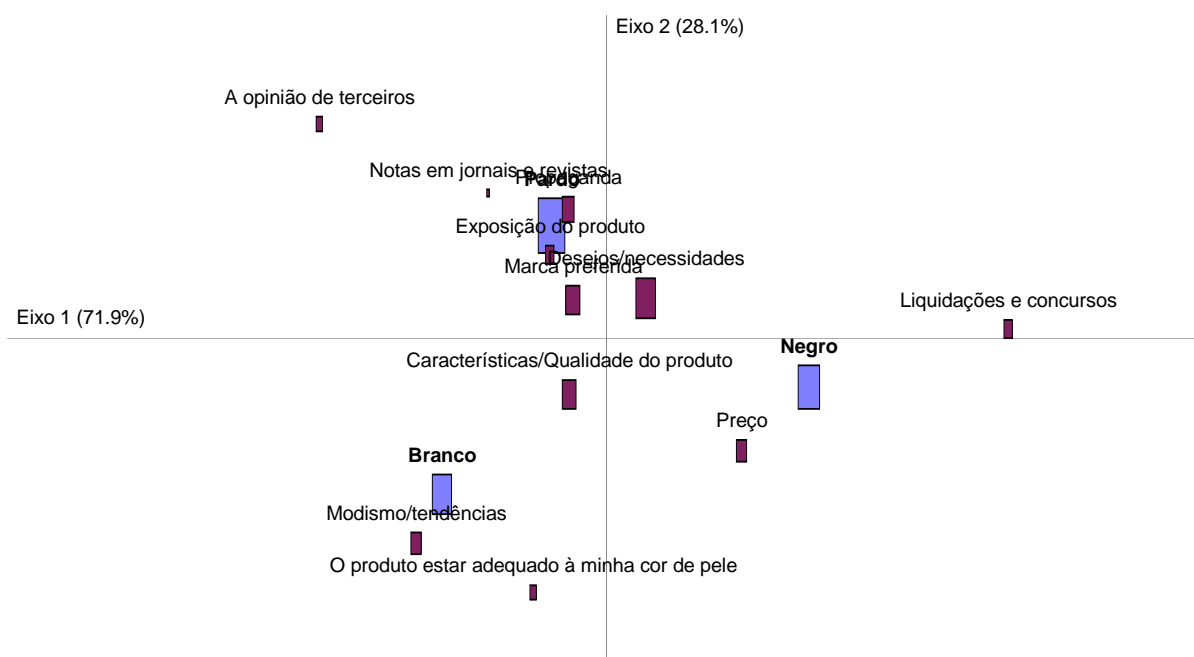 Eixo 2 (28.1%)
A opinião de terceiros
Notas em jornais e revistas
Propaganda
Pardo
Exposição do produto
Desejos/necessidades
Marca preferida
Liquidações e concursos
Eixo 1 (71.9%)
Negro
Características/Qualidade do produto
Preço
Branco
Modismo/tendências
O produto estar adequado à minha cor de pele